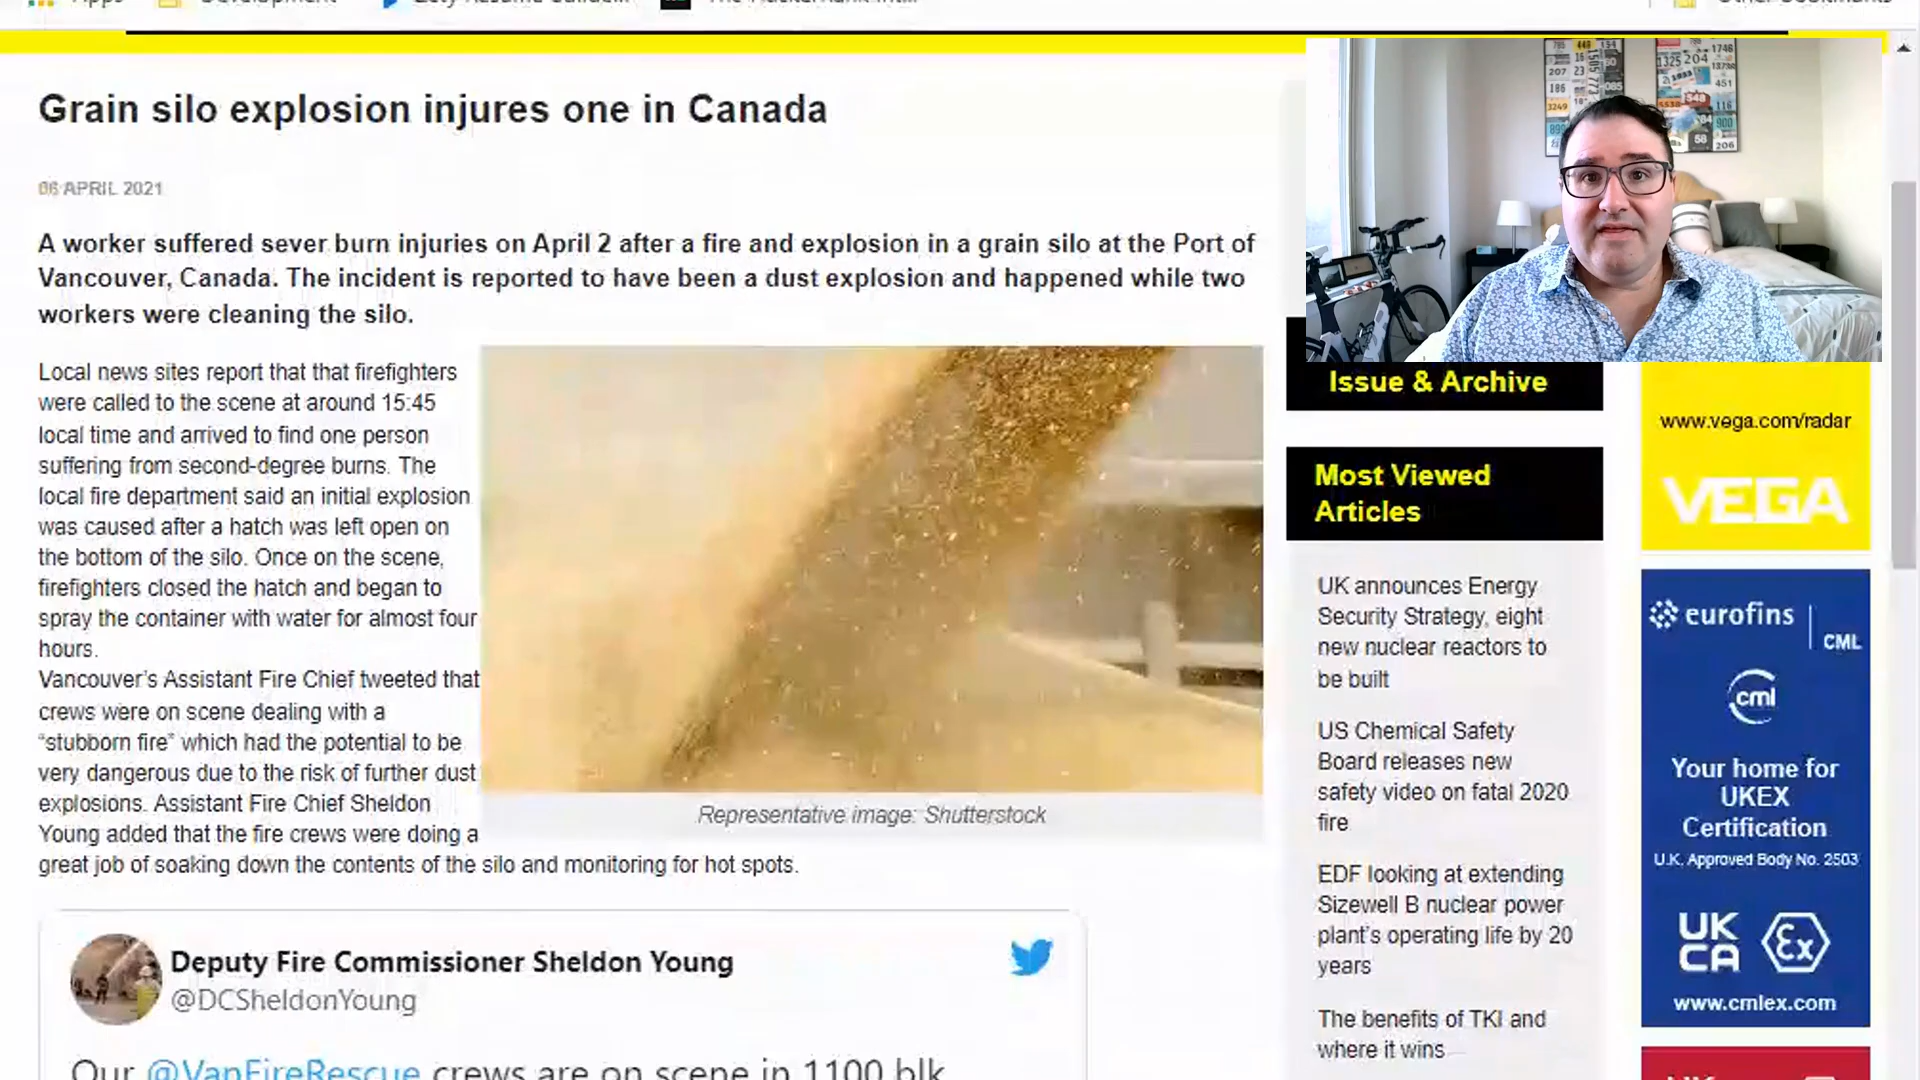 Apps
Development
Other bookmarks
Grain silo explosion injures one in Canada
06 APRIL 2021
A worker suffered sever burn injuries on April 2 after a fire and explosion in a grain silo at the Port of
Vancouver, Canada. The incident is reported to have been a dust explosion and happened while two
workers were cleaning the silo.
Local news sites report that that firefighters
were called to the scene at around 15:45
local time and arrived to find one person
suffering from second-degree burns. The
local fire department said an initial explosion
was caused after a hatch was left open on
the bottom of the silo. Once on the scene,
firefighters closed the hatch and began to
spray the container with water for almost four
hours.
Vancouver's Assistant Fire Chief tweeted that
crews were on scene dealing with a
“stubborn fire” which had the potential to be
very dangerous due to the risk of further dust
explosions. Assistant Fire Chief Sheldon
Young added that the fire crews were doing a
great job of soaking down the contents of the silo and monitoring for hot spots.
Representative image: Shutterstock
Deputy Fire Commissioner Sheldon Young
@DCSheldonYoung
Our @VanFireRescue crews are on scene in 1100 blk
Issue & Archive
Most Viewed
Articles
UK announces Energy
Security Strategy, eight
new nuclear reactors to
be built
US Chemical Safety
Board releases new
safety video on fatal 2020
fire
EDF looking at extending
Sizewell B nuclear power
plant's operating life by 20
years
The benefits of TKI and
where it wins
www.vega.com/radar
VEGA
eurofins
CML
cml
Your home for
UKEX
Certification
U.K. Approved Body No. 2503
UK
CA
Ex
www.cmlex.com
1746
1325 204
451
207 23
186
3249
116
900
58
206